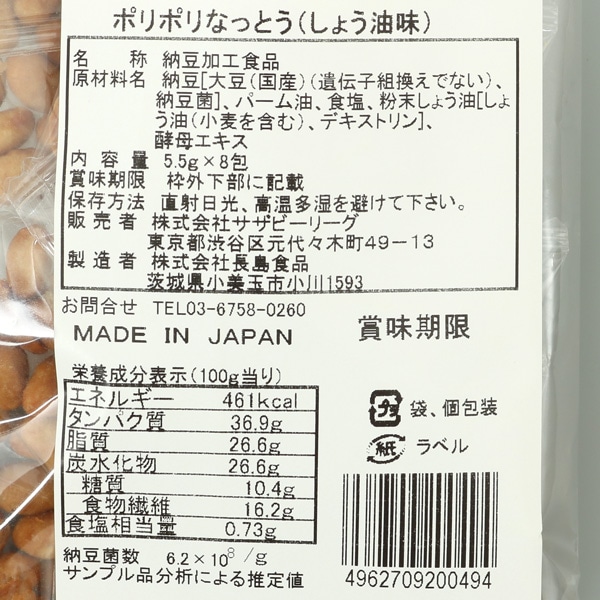 ポリポリなっとう（しょう油味）
名　　称　納豆加工食品
原材料名　納豆[大豆（国産）（遺伝子組換えでない）、
納豆菌]、パーム油、食塩、粉末しょう油[しょ
う油（小麦を含む）、デキストリン]、
酵母エキス
内 容 量　5.5g×8包
賞味期限　枠外下部に記載
保存方法　直射日光、高温多湿を避けて下さい。
販 売 者　株式会社サザビーリーグ
東京都渋谷区元代々木町49－13
製 造 者　株式会社長島食品
茨城県小美玉市小川1593
お問合せ　TEL03-6758-0260
MADE IN JAPAN
賞味期限
栄養成分表示（100g当り）
エネルギー　461kcal
タンパク質　36.9g
脂質　26.6g
炭水化物　26.6g
糖質　10.4g
食物繊維　16.2g
食塩相当量　0.73g
納豆菌数　6.2×10⁸/g
サンプル品分析による推定値
プラ 袋、個包装
紙 ラベル
4962709200494